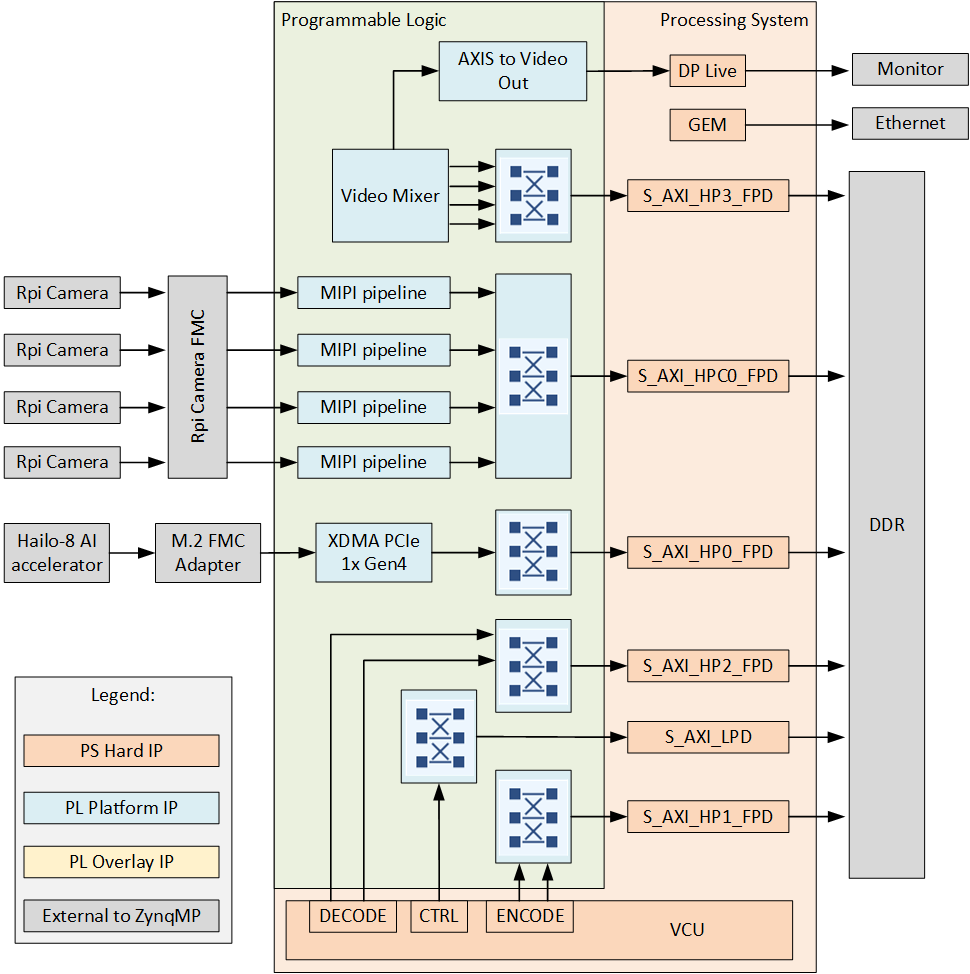 Programmable Logic
Processing System
AXIS to Video
Out
DP Live
Monitor
GEM
Ethernet
Video Mixer
S_AXI_HP3_FPD
Rpi Camera
MIPI pipeline
Rpi Camera
MIPI pipeline
Rpi Camera FMC
S_AXI_HPC0_FPD
Rpi Camera
MIPI pipeline
Rpi Camera
MIPI pipeline
DDR
Hailo-8 AI
accelerator
M.2 FMC
Adapter
XDMA PCIe
1x Gen4
S_AXI_HP0_FPD
S_AXI_HP2_FPD
S_AXI_LPD
S_AXI_HP1_FPD
Legend:
PS Hard IP
PL Platform IP
PL Overlay IP
External to ZynqMP
DECODE
CTRL
ENCODE
VCU